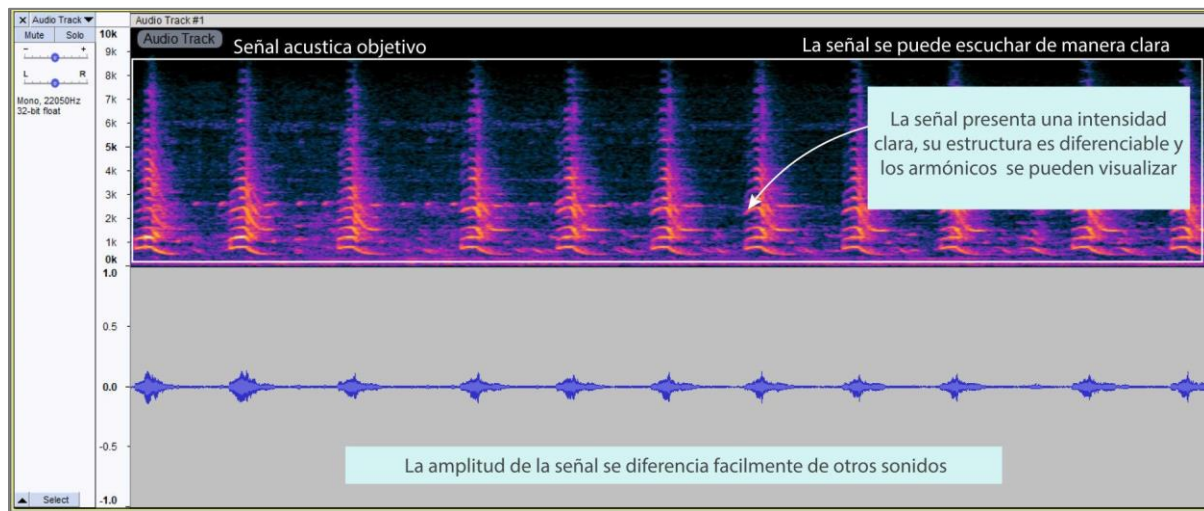 × Audio Track ▼
Audio Track #1
Mute Solo
- +
L R
Mono, 22050Hz
32-bit float
Select
10k
9k
8k
7k
6k
5k
4k
3k
2k
1k
0k
1.0
0.5
0.0
-0.5
-1.0
Audio Track
Señal acustica objetivo
La señal se puede escuchar de manera clara
La señal presenta una intensidad
clara, su estructura es diferenciable y
los armónicos se pueden visualizar
La amplitud de la señal se diferencia facilmente de otros sonidos